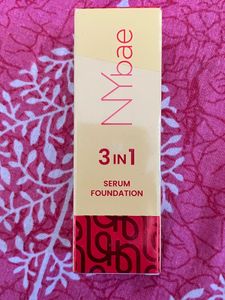 NYbae
3 IN 1
SERUM
FOUNDATION